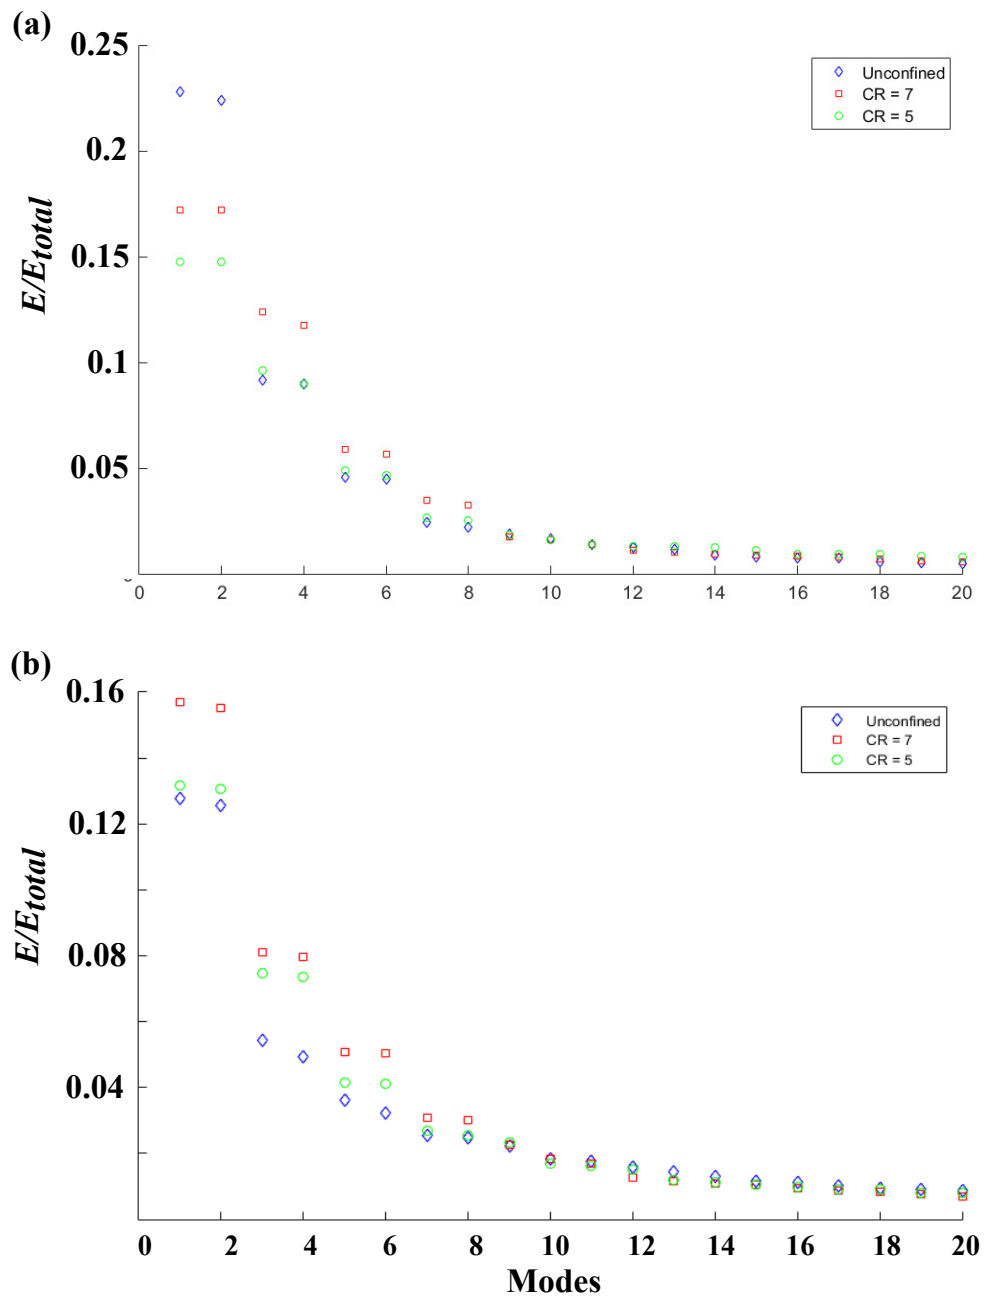 (a)
0.25
0.2
0.15
0.1
0.05
E/Etotal
Unconfined
CR = 7
CR = 5
0 2 4 6 8 10 12 14 16 18 20
(b)
0.16
0.12
0.08
0.04
E/Etotal
Unconfined
CR = 7
CR = 5
0 2 4 6 8 10 12 14 16 18 20
Modes